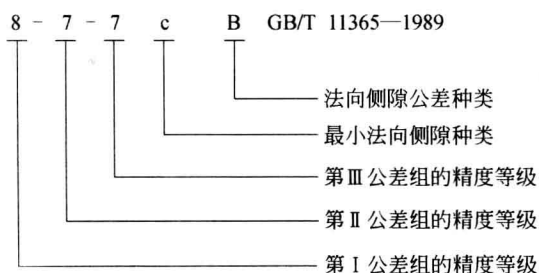 8 - 7 - 7 c B GB/T 11365—1989
法向侧隙公差种类
最小法向侧隙种类
第Ⅲ公差组的精度等级
第Ⅱ公差组的精度等级
第Ⅰ公差组的精度等级